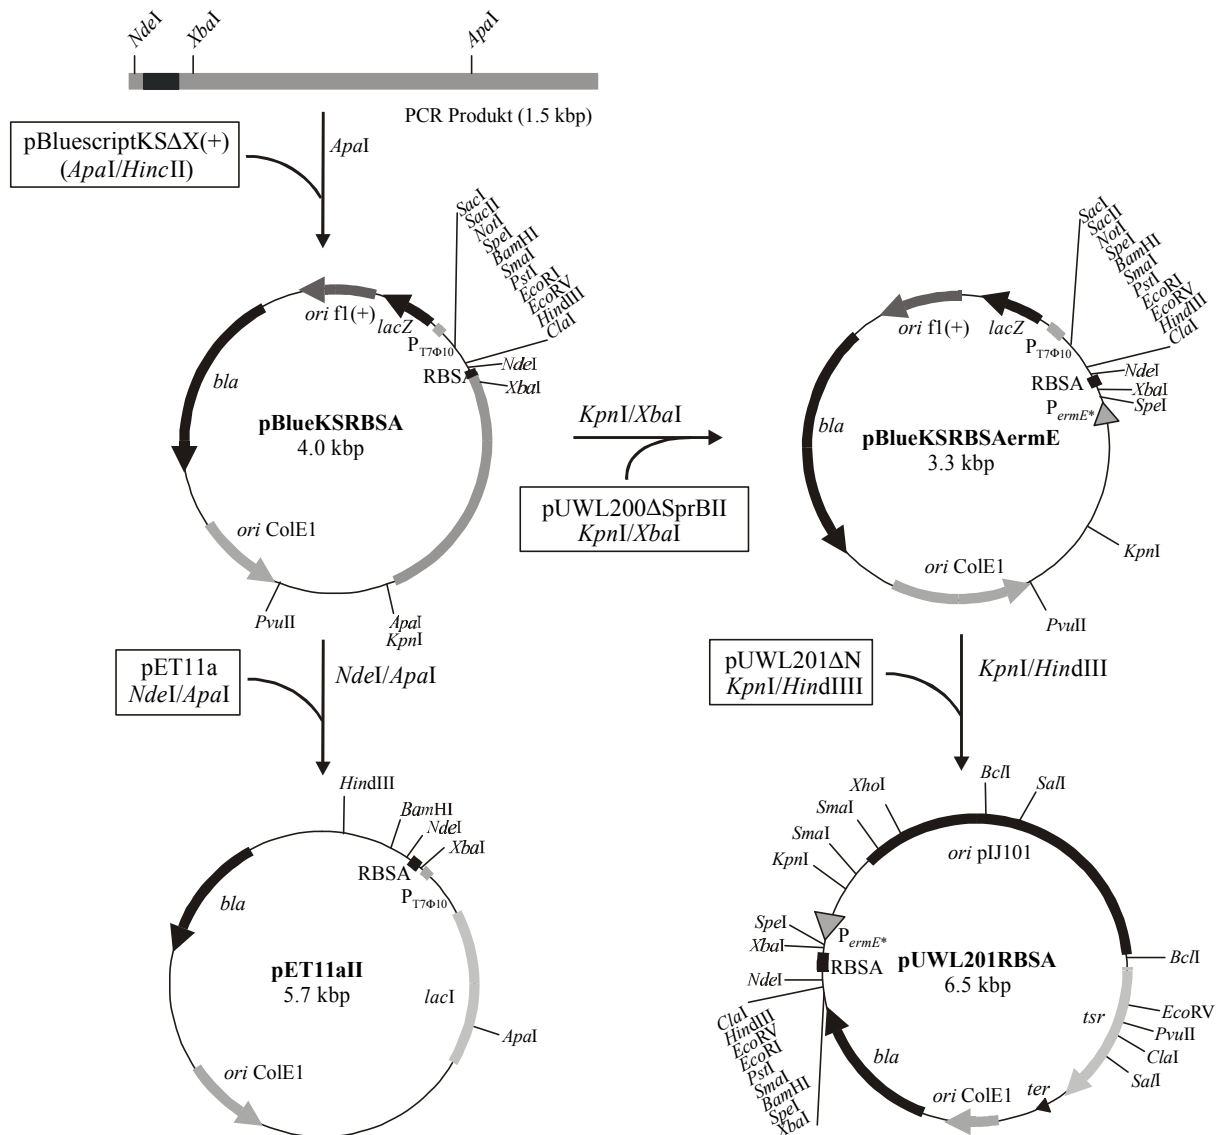 NdeI
XbaI
ApaI
PCR Produkt (1.5 kbp)
pBluescriptKSΔX(+)
(ApaI/HincII)
ApaI
SacI
SacII
NotI
SpeI
BamHI
SmaI
PstI
EcoRI
EcoRV
HindIII
ClaI
ori f1(+)
lacZ
PT7Φ10
RBSA
NdeI
XbaI
bla
pBlueKSRBSA
4.0 kbp
ori ColE1
PvuII
ApaI
KpnI
KpnI/XbaI
pUWL200ΔSprBII
KpnI/XbaI
SacI
SacII
NotI
SpeI
BamHI
SmaI
PstI
EcoRI
EcoRV
HindIII
ClaI
ori f1(+)
lacZ
PT7Φ10
RBSA
NdeI
XbaI
SpeI
PermE*
bla
pBlueKSRBSAermE
3.3 kbp
KpnI
ori ColE1
PvuII
pET11a
NdeI/ApaI
NdeI/ApaI
pUWL201ΔN
KpnI/HindIIII
KpnI/HindIII
HindIII
BamHI
NdeI
XbaI
RBSA
PT7Φ10
bla
pET11aII
5.7 kbp
lacI
ApaI
ori ColE1
BclI
SalI
XhoI
SmaI
SmaI
KpnI
ori pIJ101
SpeI
XbaI
PermE*
RBSA
NdeI
pUWL201RBSA
6.5 kbp
BclI
EcoRV
PvuII
ClaI
SalI
tsr
ter
ori ColE1
bla
ClaI
HindIII
EcoRV
EcoRI
PstI
SmaI
BamHI
SpeI
XbaI